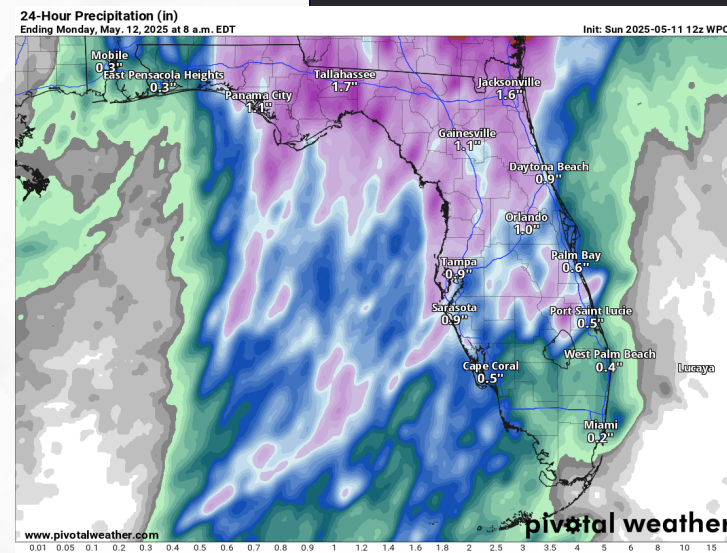 24-Hour Precipitation (in)
Ending Monday, May. 12, 2025 at 8 a.m. EDT
Init: Sun 2025-05-11 12z WPC
Mobile
0.3"
East Pensacola Heights
0.3"
Panama City
1.1"
Tallahassee
1.7"
Jacksonville
1.6"
Gainesville
1.1"
Daytona Beach
0.9"
Orlando
1.0"
Tampa
0.9"
Palm Bay
0.6"
Sarasota
0.9"
Port Saint Lucie
0.5"
West Palm Beach
0.4"
Cape Coral
0.5"
Lucaya
Miami
0.2"
www.pivotalweather.com
pivotal weather
0.01 0.05 0.1 0.2 0.3 0.4 0.5 0.6 0.7 0.8 0.9 1 1.2 1.4 1.6 1.8 2 2.5 3 3.5 4 5 10 15